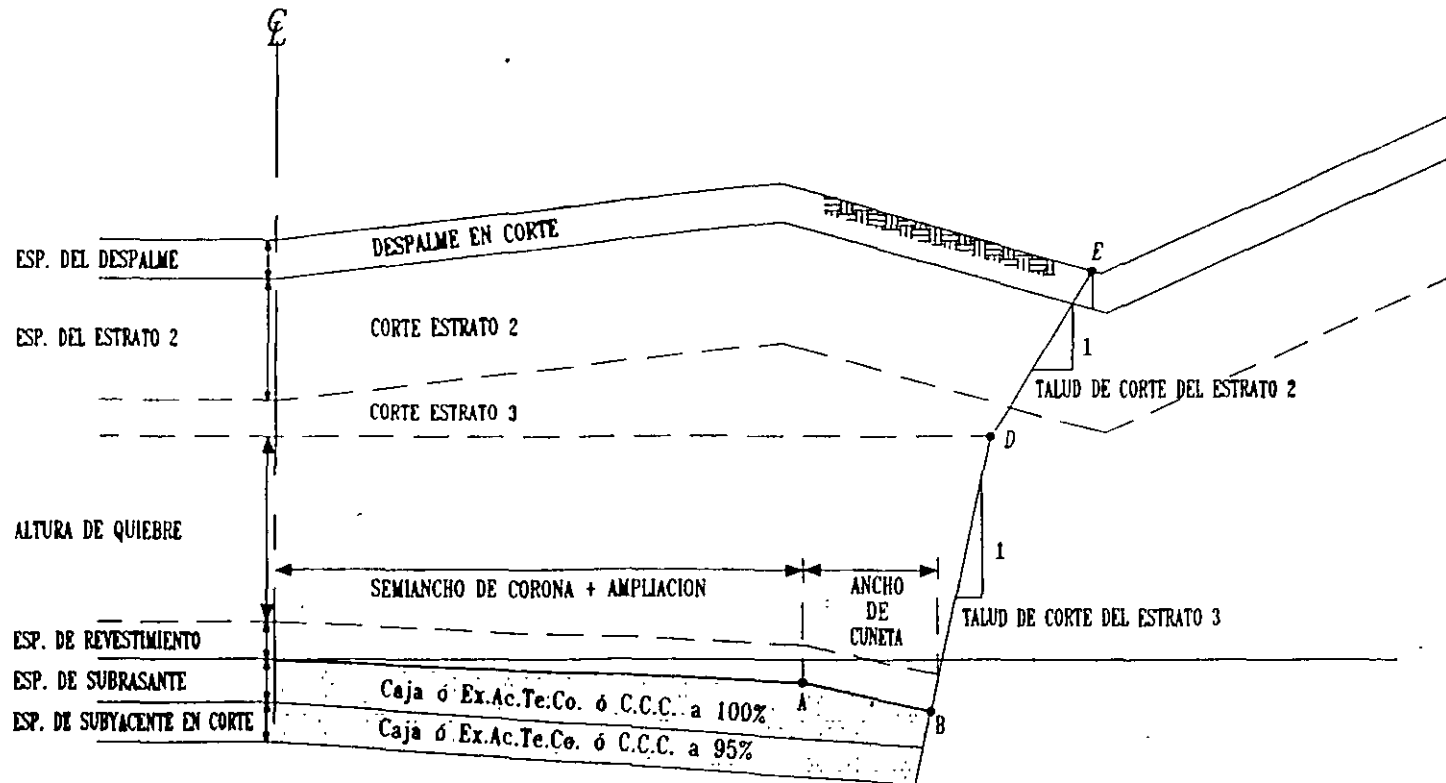 ℄
ESP. DEL DESPALME
DESPALME EN CORTE
E
ESP. DEL ESTRATO 2
CORTE ESTRATO 2
1
TALUD DE CORTE DEL ESTRATO 2
CORTE ESTRATO 3
D
ALTURA DE QUIEBRE
1
SEMIANCHO DE CORONA + AMPLIACION
ANCHO
DE
CUNETA
TALUD DE CORTE DEL ESTRATO 3
ESP. DE REVESTIMIENTO
ESP. DE SUBRASANTE
Caja ó Ex.Ac.Te.Co. ó C.C.C. a 100%
A
B
ESP. DE SUBYACENTE EN CORTE
Caja ó Ex.Ac.Te.Co. ó C.C.C. a 95%